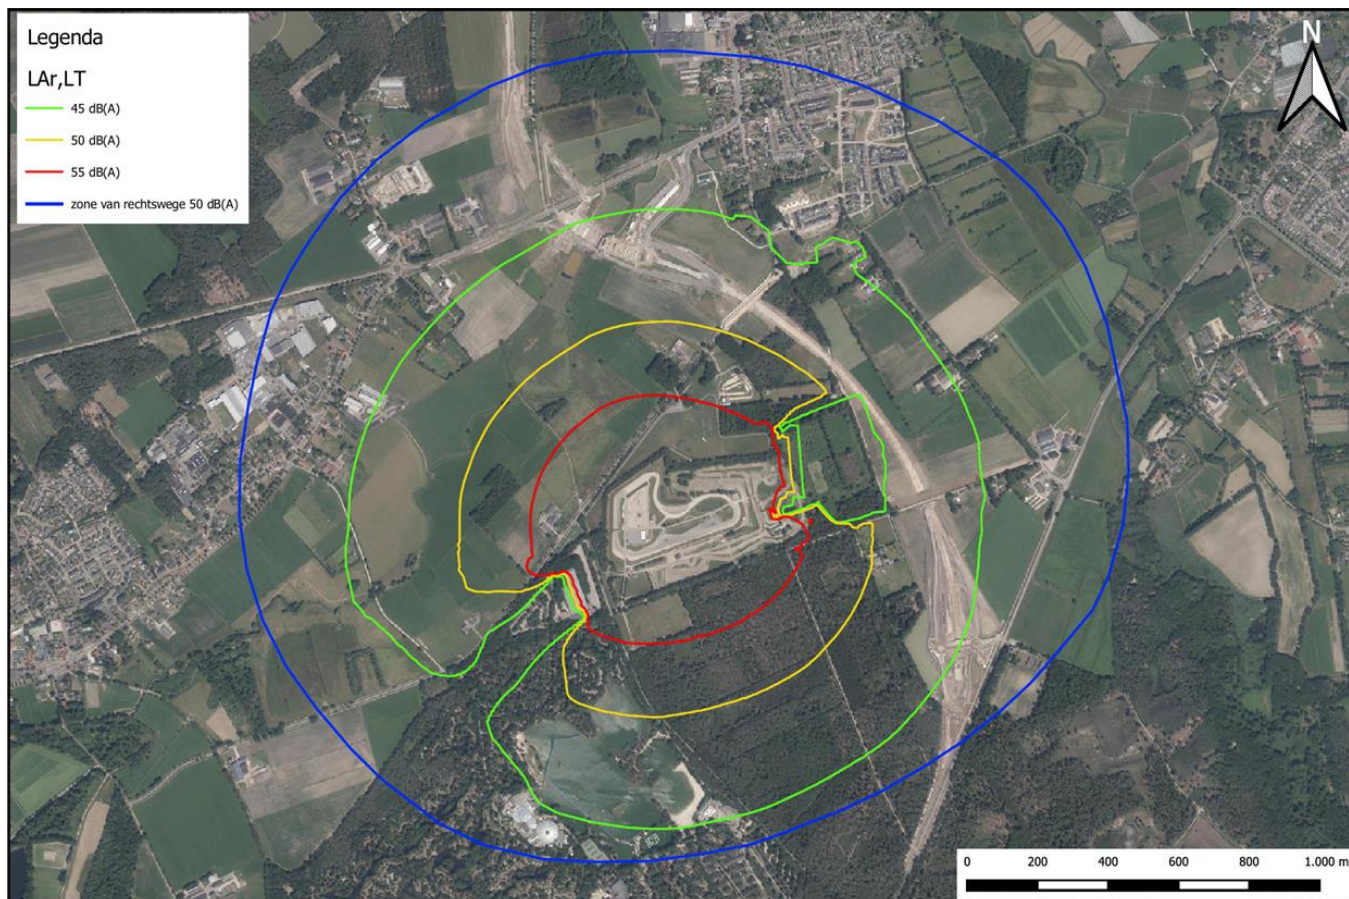 Legenda
LAr,LT
45 dB(A)
50 dB(A)
55 dB(A)
zone van rechtswege 50 dB(A)
N
0 200 400 600 800 1.000 m